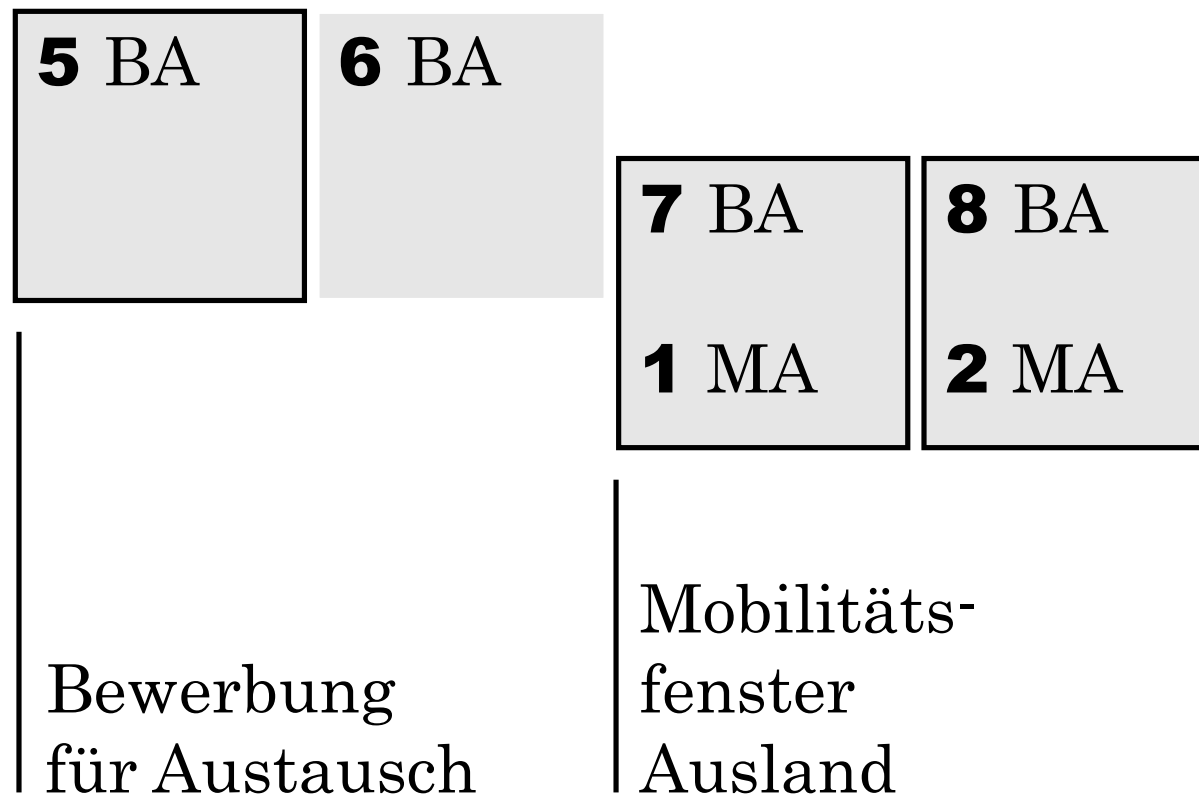 5 BA
6 BA
7 BA
8 BA
1 MA
2 MA
Bewerbung
für Austausch
Mobilitäts-
fenster
Ausland